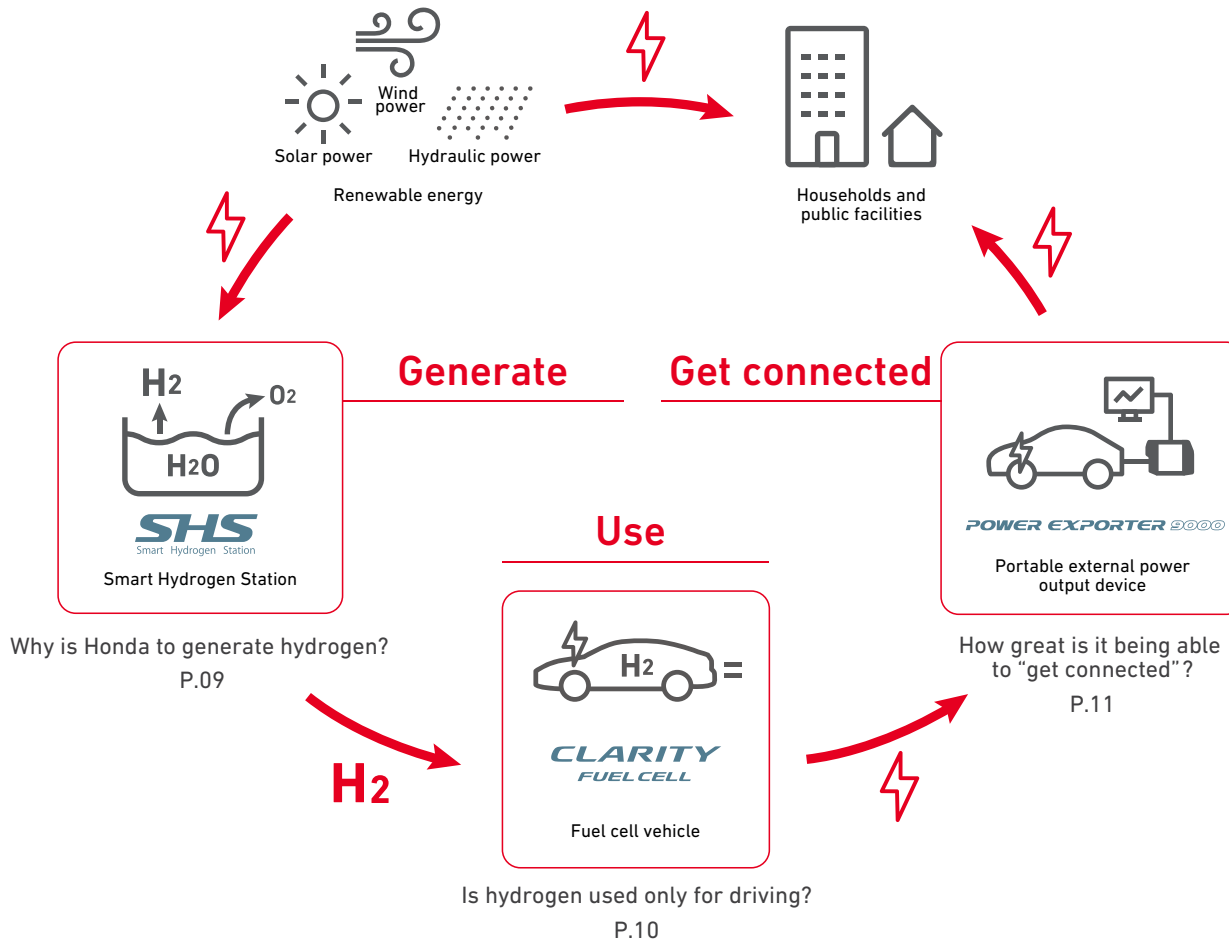 Wind
power
Solar power
Hydraulic power
Renewable energy
Households and
public facilities
Generate
Get connected
H2
O2
H2O
SHS
Smart Hydrogen Station
Smart Hydrogen Station
Why is Honda to generate hydrogen?
P.09
POWER EXPORTER 9000
Portable external power
output device
How great is it being able
to “get connected”?
P.11
Use
H2
CLARITY
FUEL CELL
Fuel cell vehicle
H2
Is hydrogen used only for driving?
P.10